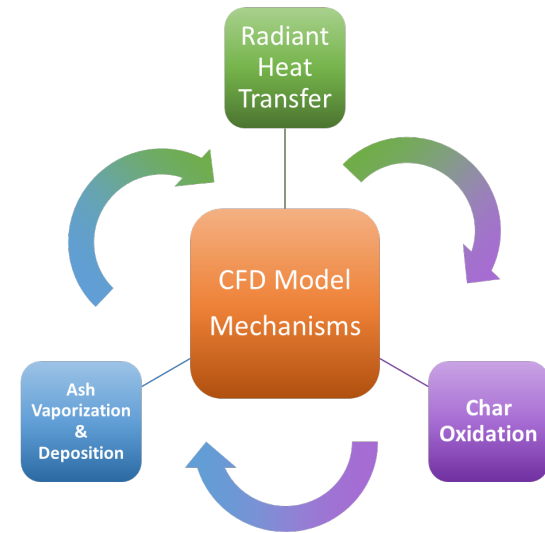 Radiant
Heat
Transfer
CFD Model
Mechanisms
Ash
Vaporization
&
Deposition
Char
Oxidation